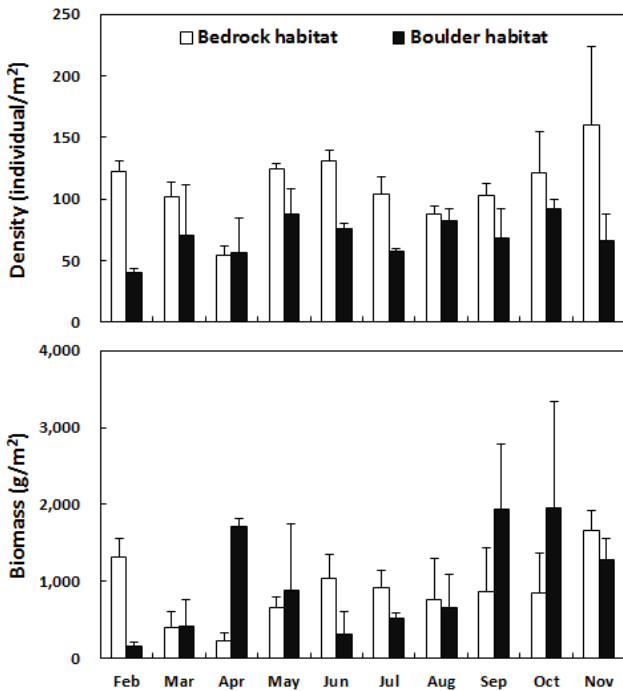 Bedrock habitat Boulder habitat
Density (individual/m²)
250
200
150
100
50
0
Biomass (g/m²)
4,000
3,000
2,000
1,000
0
Feb Mar Apr May Jun Jul Aug Sep Oct Nov